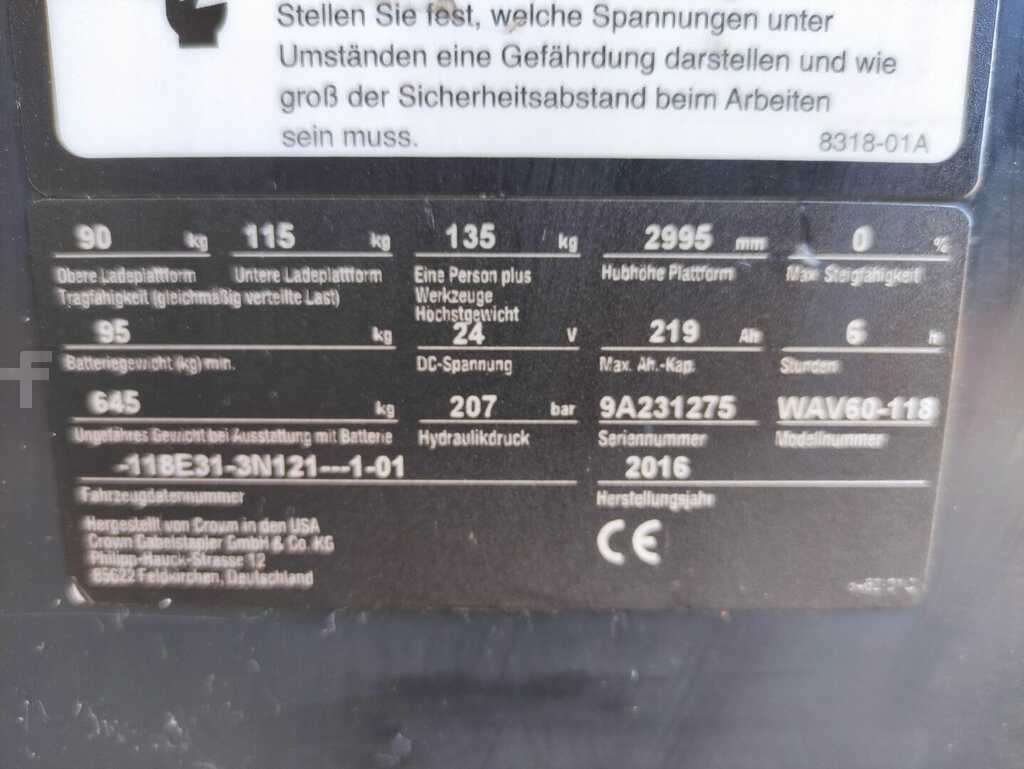 Stellen Sie fest, welche Spannungen unter
Umständen eine Gefährdung darstellen und wie
groß der Sicherheitsabstand beim Arbeiten
sein muss.
8318-01A
90 kg 115 kg 135 kg 2995 mm 0 %
Obere Ladeplattform Untere Ladeplattform Eine Person plus Hubhöhe Plattform Max Steigfähigkeit
Tragfähigkeit (gleichmäßig verteilte Last) Werkzeuge
Höchstgewicht
95 kg 24 V 219 Ah 6 h
Batteriegewicht (kg) min. DC-Spannung Max. Ah.-Kap. Stunden
645 kg 207 bar 9A231275 WAV60-118
Ungefähres Gewicht bei Ausstattung mit Batterie Hydraulikdruck Seriennummer Modellnummer
-118E31-3N121---1-01 2016
Fahrzeugdatennummer Herstellungsjahr
Hergestellt von Crown in den USA
Crown Gabelstapler GmbH & Co. KG
Philipp-Hauck-Strasse 12
85622 Feldkirchen, Deutschland
CE
f